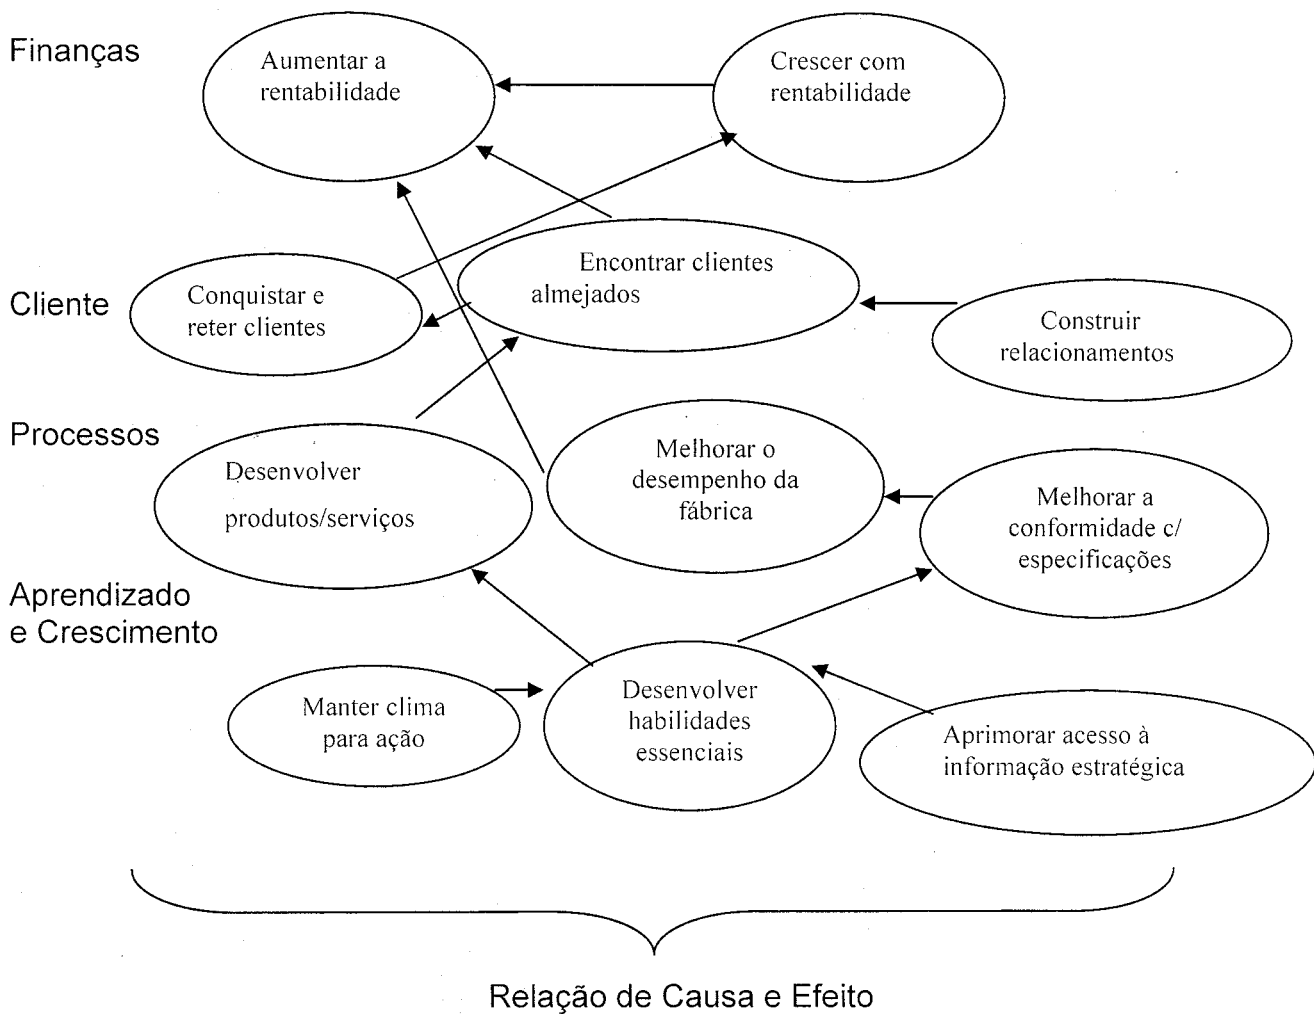 Finanças
Aumentar a
rentabilidade
Crescer com
rentabilidade
Cliente
Conquistar e
reter clientes
Encontrar clientes
almejados
Construir
relacionamentos
Processos
Desenvolver
produtos/serviços
Melhorar o
desempenho da
fábrica
Melhorar a
conformidade c/
especificações
Aprendizado
e Crescimento
Manter clima
para ação
Desenvolver
habilidades
essenciais
Aprimorar acesso à
informação estratégica
Relação de Causa e Efeito